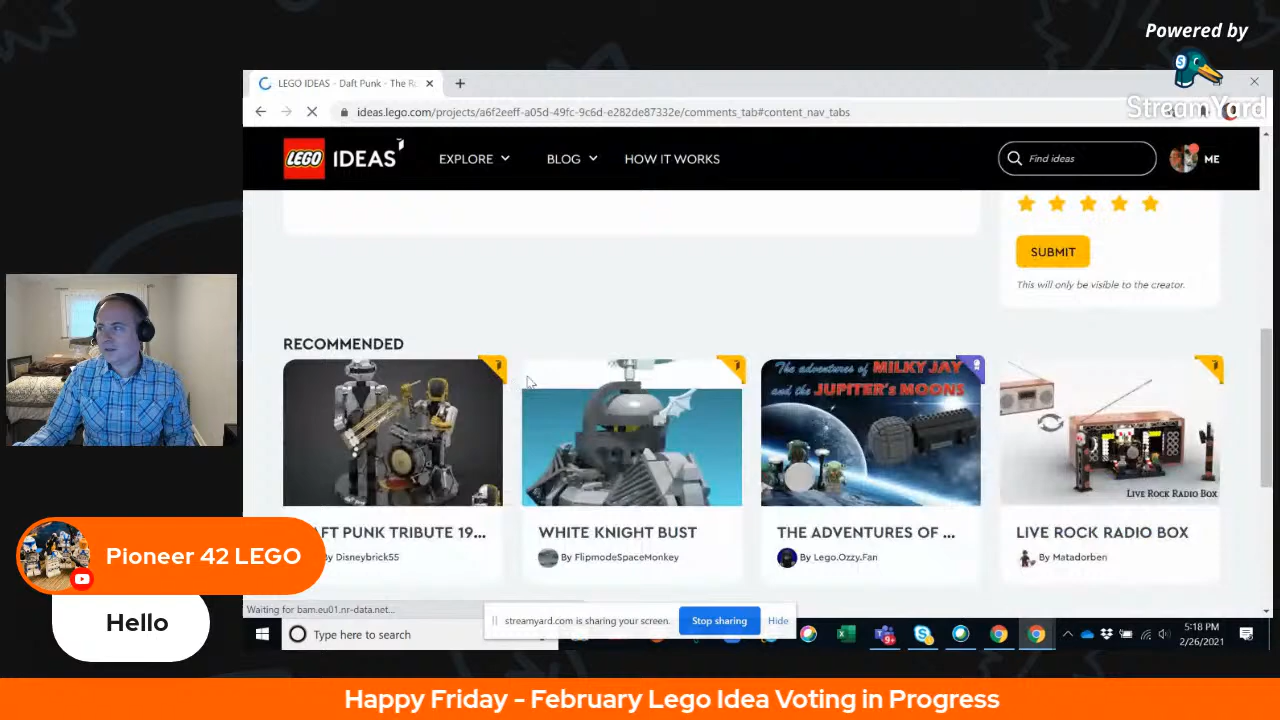 Powered by
StreamYard
LEGO IDEAS - Daft Punk - The Ro
ideas.lego.com/projects/a6f2eeff-a05d-49fc-9c6d-e282de87332e/comments_tab#content_nav_tabs
LEGO IDEAS EXPLORE BLOG HOW IT WORKS Find ideas ME
SUBMIT
This will only be visible to the creator.
RECOMMENDED
The adventures of MILKY JAY
and the JUPITER's MOONS
LIVE ROCK RADIO BOX
AFT PUNK TRIBUTE 19... WHITE KNIGHT BUST THE ADVENTURES OF ... LIVE ROCK RADIO BOX
By Disneybrick55 By FlipnodeSpaceMonkey By Lego.Ozzy.Fan By Matadorben
Pioneer 42 LEGO
Hello
Waiting for bam.eu01.nr-data.net...
streamyard.com is sharing your screen. Stop sharing Hide
Type here to search
5:18 PM
2/26/2021
Happy Friday - February Lego Idea Voting in Progress